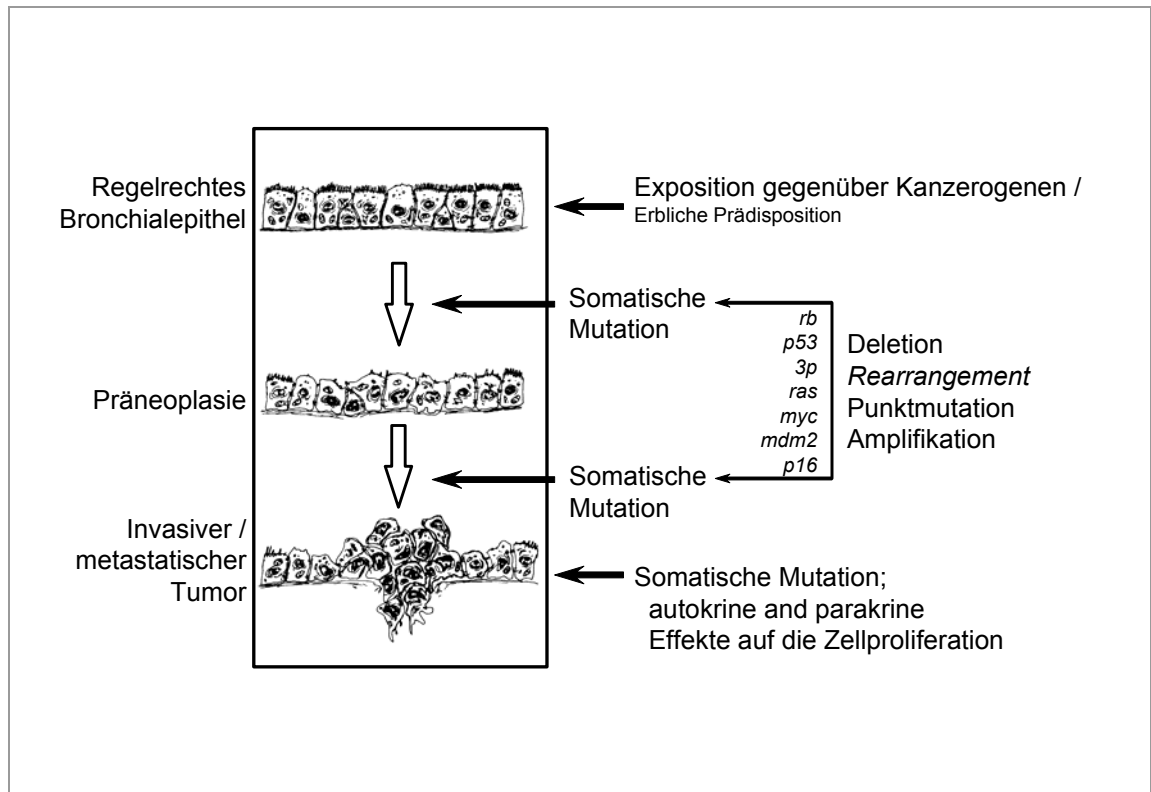 Regelrechtes
Bronchialepithel
Exposition gegenüber Kanzerogenen /
Erbliche Prädisposition
Somatische
Mutation
rb
p53
3p
ras
myc
mdm2
p16
Deletion
Rearrangement
Punktmutation
Amplifikation
Präneoplasie
Somatische
Mutation
Invasiver /
metastatischer
Tumor
Somatische Mutation;
autokrine and parakrine
Effekte auf die Zellproliferation